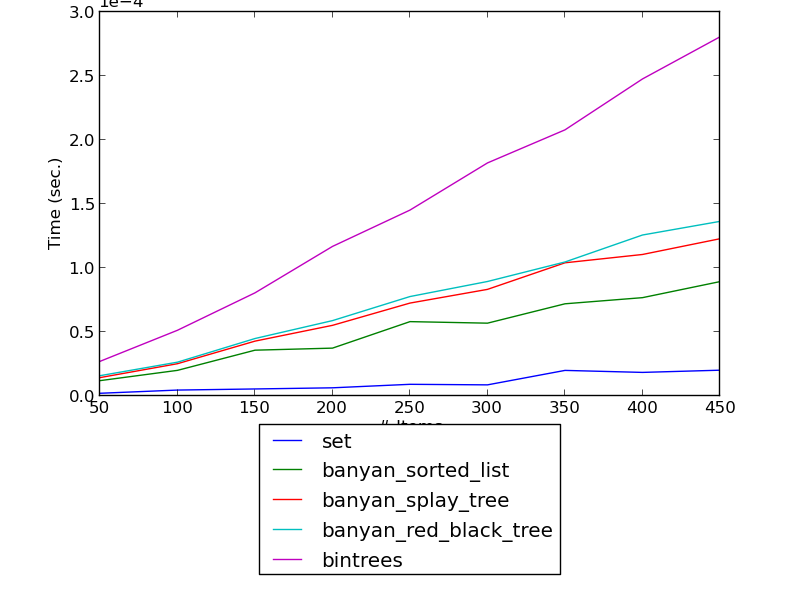 1e−4
3.0
2.5
2.0
1.5
1.0
0.5
0.0
Time (sec.)
50 100 150 200 250 300 350 400 450
# Items
set
banyan_sorted_list
banyan_splay_tree
banyan_red_black_tree
bintrees